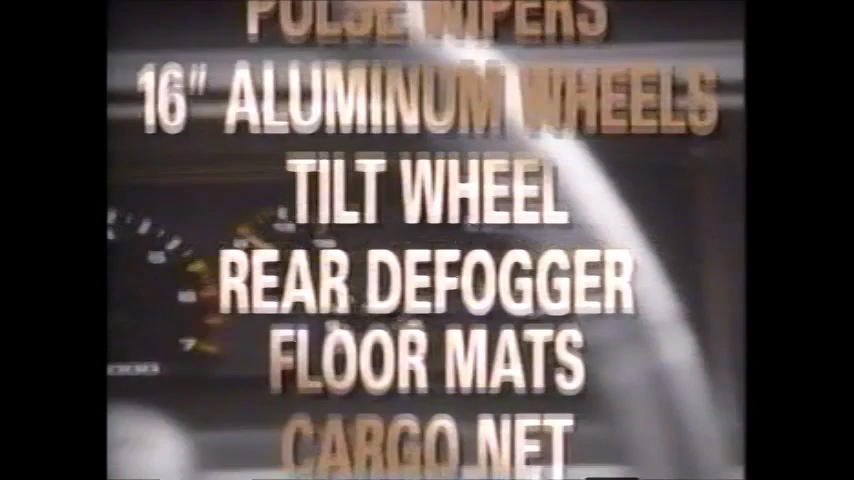 PULSE WIPERS
16" ALUMINUM WHEELS
TILT WHEEL
REAR DEFOGGER
FLOOR MATS
CARGO NET